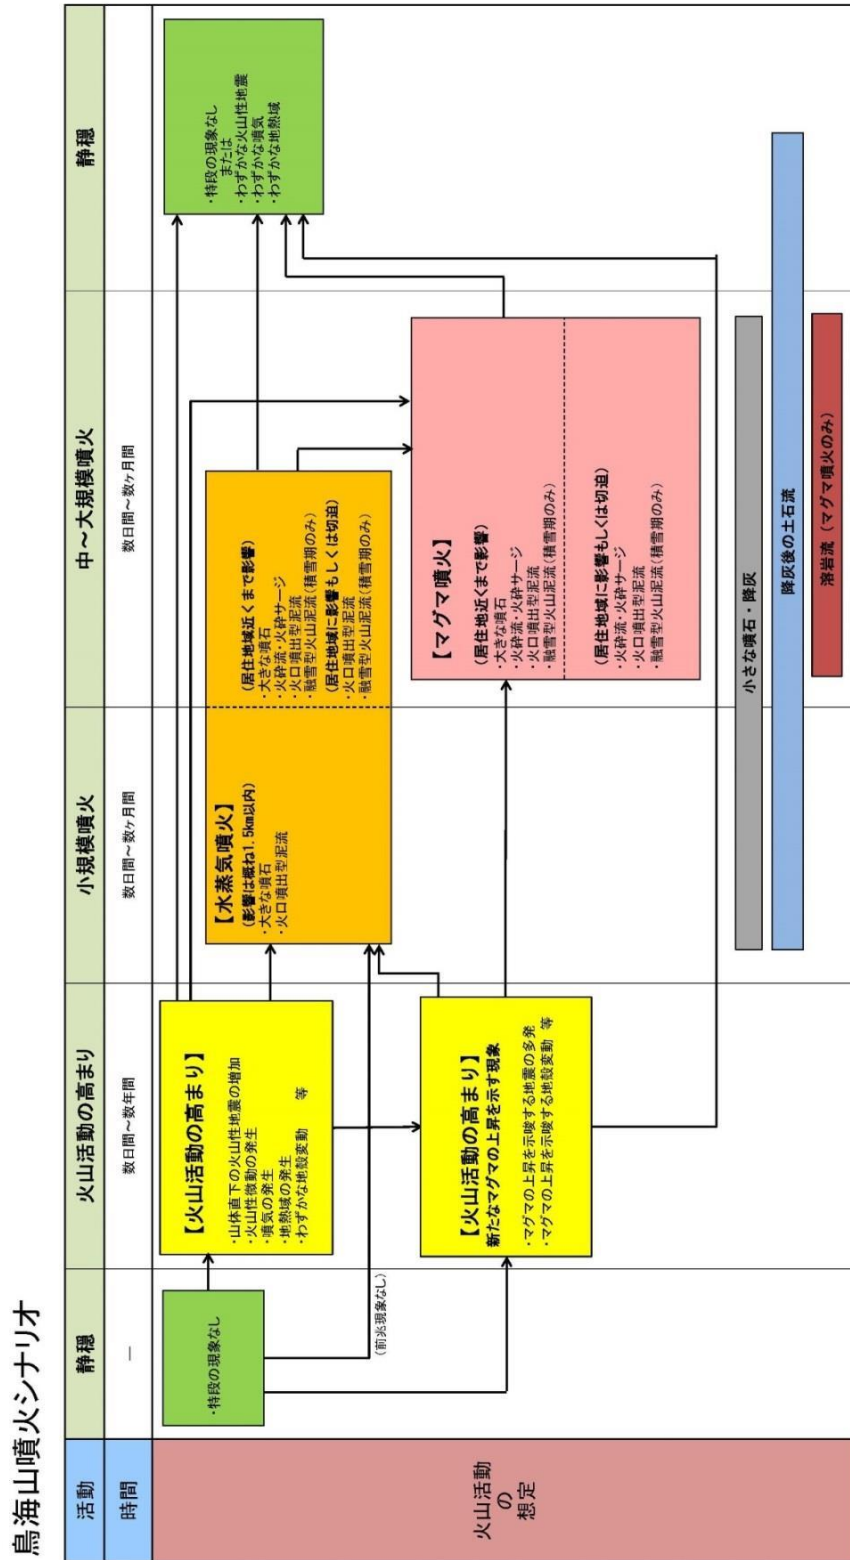 鳥海山噴火シナリオ
活動
静穏
火山活動の高まり
小規模噴火
中～大規模噴火
静穏
時間
―
数日間～数年間
数日間～数ヶ月間
数日間～数ヶ月間
火山活動
の
想定
・特段の現象なし
(前兆現象なし)
【火山活動の高まり】
・山体直下の火山性地震の増加
・火山性微動の発生
・噴気の発生
・地熱域の発生
・わずかな地殻変動 等
【火山活動の高まり】
新たなマグマの上昇を示す現象
・マグマの上昇を示唆する地震の多発
・マグマの上昇を示唆する地殻変動 等
【水蒸気噴火】
(影響は概ね1.5km以内)
・大きな噴石
・火口噴出型泥流
(居住地域近くまで影響)
・大きな噴石
・火砕流・火砕サージ
・火口噴出型泥流
・融雪型火山泥流(積雪期のみ)
(居住地域に影響もしくは切迫)
・火口噴出型泥流
・融雪型火山泥流(積雪期のみ)
【マグマ噴火】
(居住地近くまで影響)
・大きな噴石
・火砕流・火砕サージ
・火口噴出型泥流
・融雪型火山泥流(積雪期のみ)
(居住地域に影響もしくは切迫)
・火砕流・火砕サージ
・火口噴出型泥流
・融雪型火山泥流(積雪期のみ)
・特段の現象なし
または
・わずかな火山性地震
・わずかな噴気
・わずかな地熱域
小さな噴石・降灰
降灰後の土石流
溶岩流（マグマ噴火のみ）